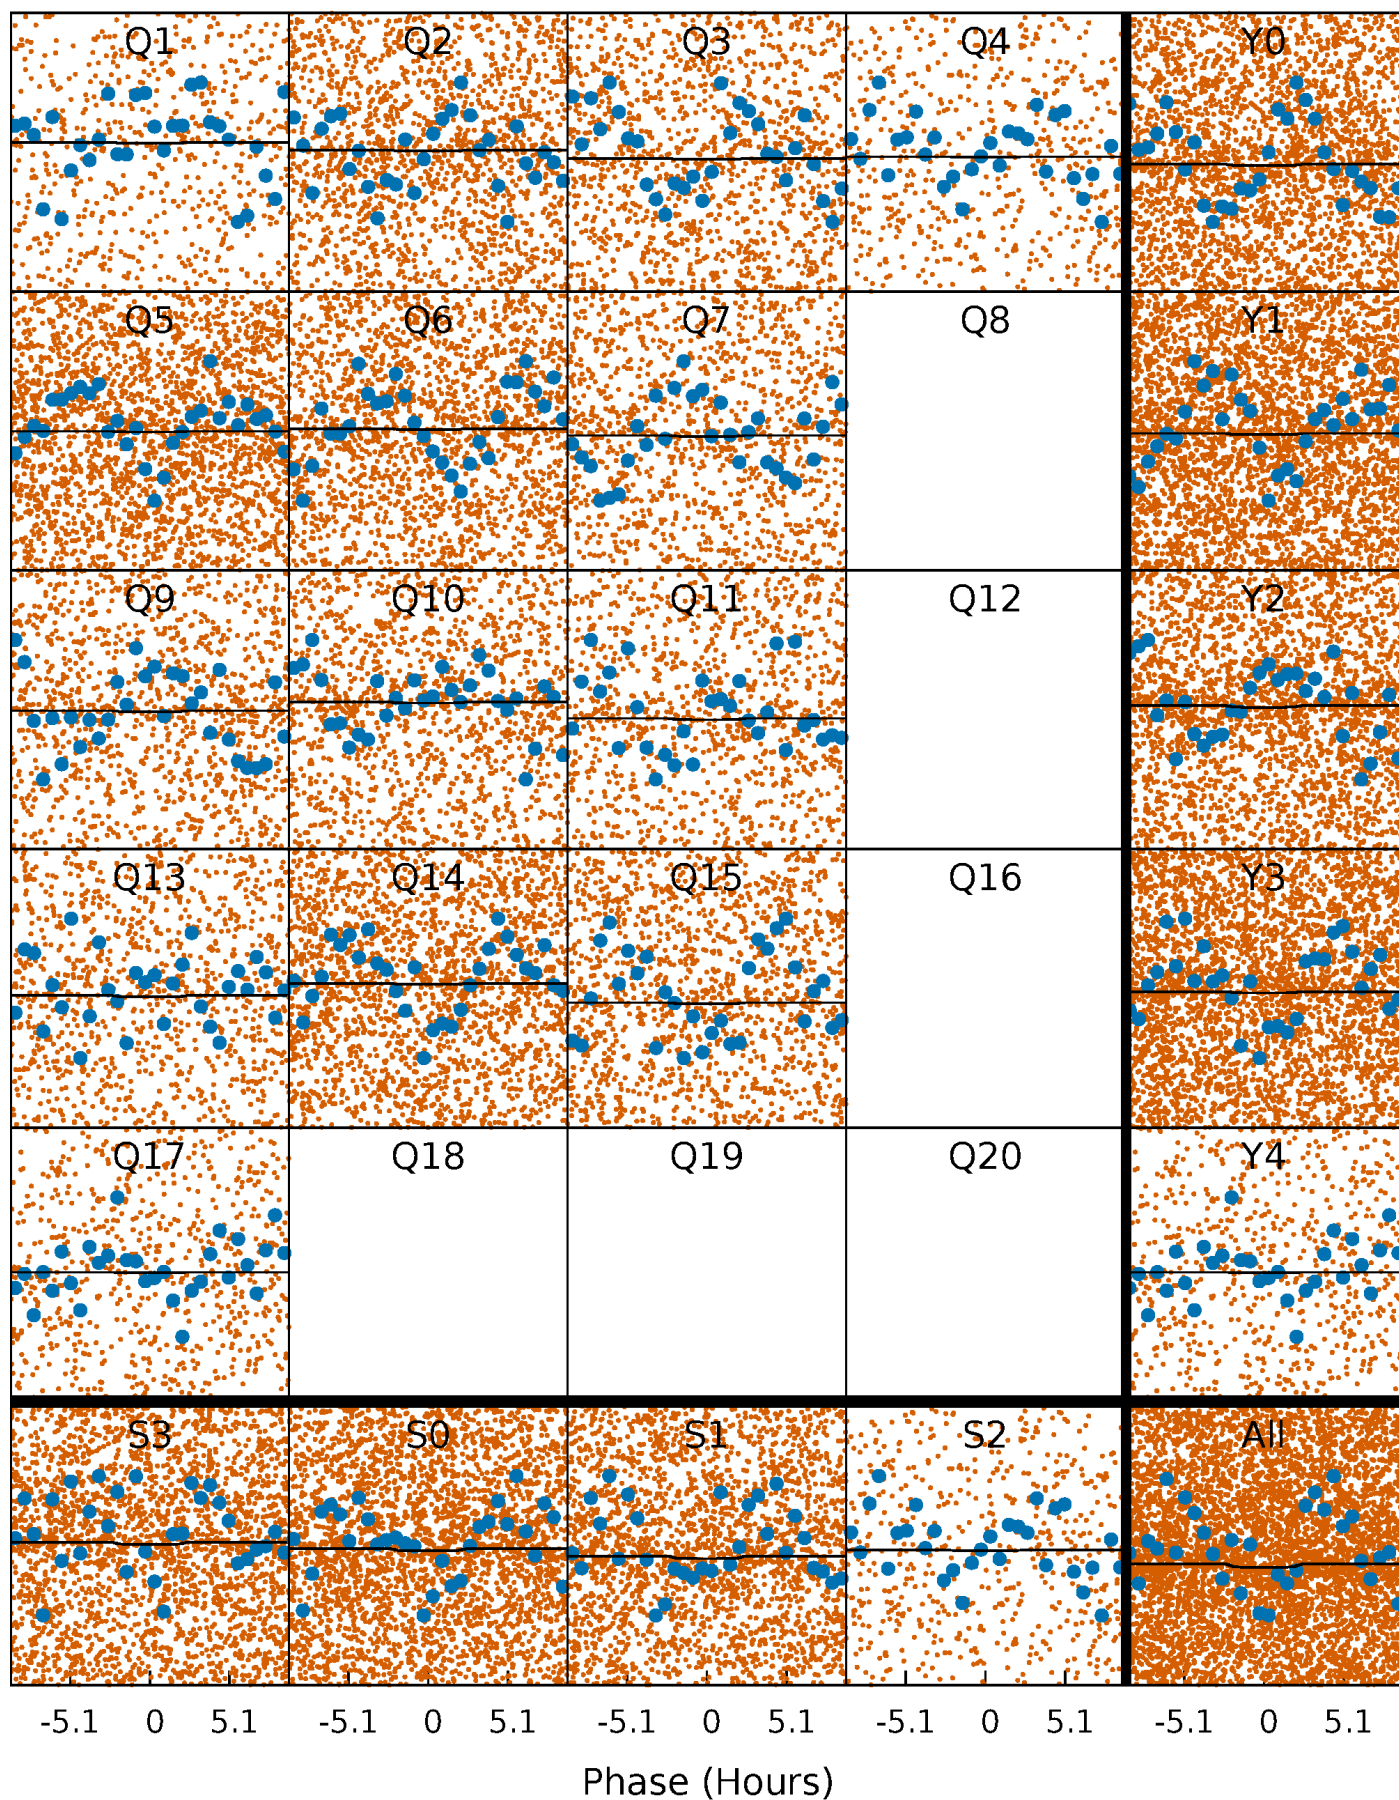 Q1 Q2 Q3 Q4 Y0
Q5 Q6 Q7 Q8 Y1
Q9 Q10 Q11 Q12 Y2
Q13 Q14 Q15 Q16 Y3
Q17 Q18 Q19 Q20 Y4
S3 S0 S1 S2 All
-5.1 0 5.1 -5.1 0 5.1 -5.1 0 5.1 -5.1 0 5.1 -5.1 0 5.1
Phase (Hours)